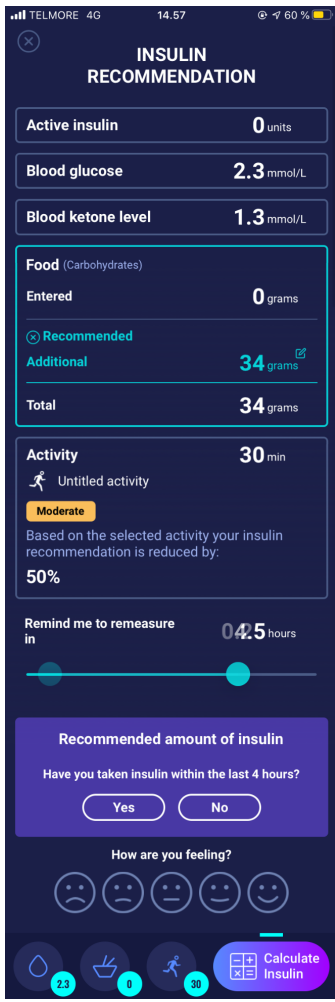 TELMORE 4G 14.57 60 %
INSULIN
RECOMMENDATION
Active insulin 0 units
Blood glucose 2.3 mmol/L
Blood ketone level 1.3 mmol/L
Food (Carbohydrates)
Entered 0 grams
Recommended
Additional 34 grams
Total 34 grams
Activity 30 min
Untitled activity
Moderate
Based on the selected activity your insulin
recommendation is reduced by:
50%
Remind me to remeasure
in
hours
Recommended amount of insulin
Have you taken insulin within the last 4 hours?
Yes No
How are you feeling?
Calculate
Insulin
2.3 0 30